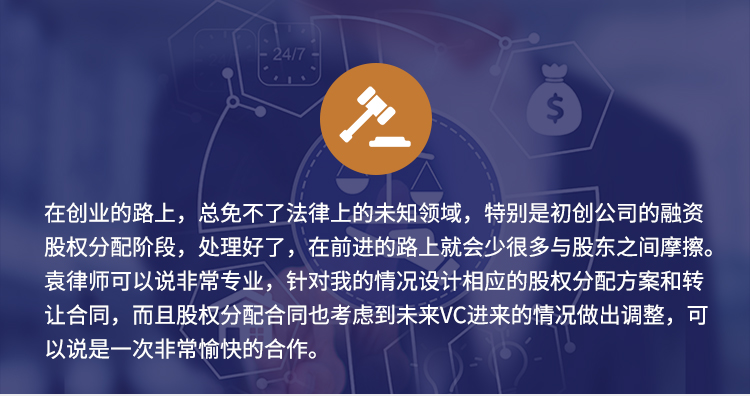 24/7
$
在创业的路上，总免不了法律上的未知领域，特别是初创公司的融资
股权分配阶段，处理好了，在前进的路上就会少很多与股东之间摩擦。
袁律师可以说非常专业，针对我的情况设计相应的股权分配方案和转
让合同，而且股权分配合同也考虑到未来VC进来的情况做出调整，可
以说是一次非常愉快的合作。